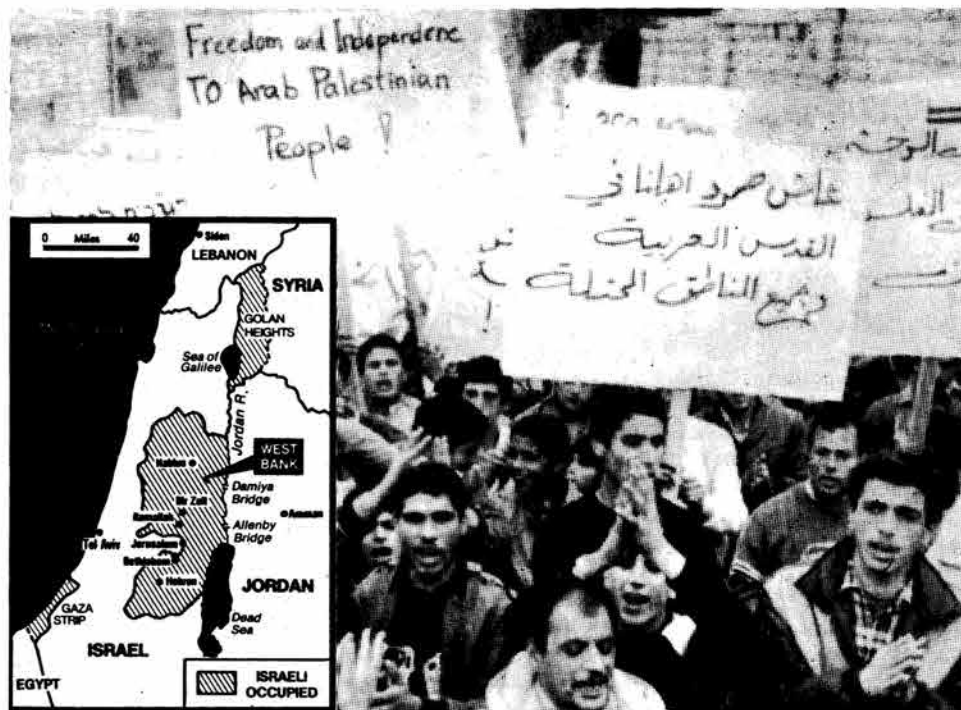 Freedom and Independene
TO Arab Palestinian
People !
عاش صمود اهلنا في
القدس العربية
وجميع المناطق المحتلة
!
0 Miles 40
Sidon
LEBANON
SYRIA
GOLAN
HEIGHTS
Sea of
Galilee
Jordan R.
WEST
BANK
Nablus
Bir Zeit
Damiya
Bridge
Ramallah
Amman
Allenby
Bridge
Tel Aviv
Jerusalem
Bethlehem
Hebron
JORDAN
GAZA
STRIP
Dead
Sea
ISRAEL
EGYPT
ISRAELI
OCCUPIED